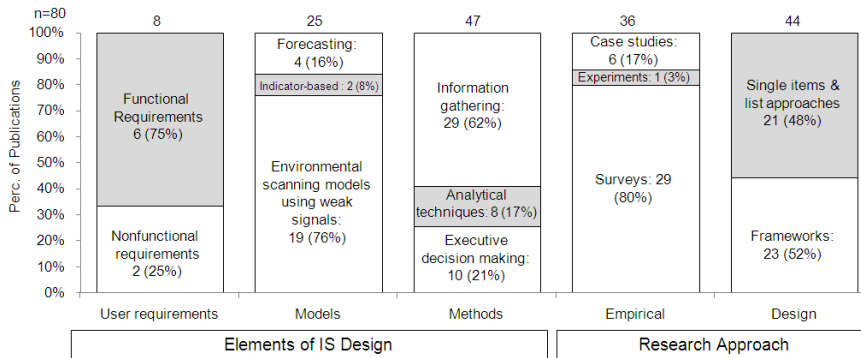 n=80
8
25
47
36
44
Perc. of Publications
100%
90%
80%
70%
60%
50%
40%
30%
20%
10%
0%
Functional
Requirements
6 (75%)
Nonfunctional
requirements
2 (25%)
Forecasting:
4 (16%)
Indicator-based : 2 (8%)
Environmental
scanning models
using weak
signals:
19 (76%)
Information
gathering:
29 (62%)
Analytical
techniques: 8 (17%)
Executive
decision making:
10 (21%)
Case studies:
6 (17%)
Experiments: 1 (3%)
Surveys: 29
(80%)
Single items &
list approaches
21 (48%)
Frameworks:
23 (52%)
User requirements
Models
Methods
Empirical
Design
Elements of IS Design
Research Approach